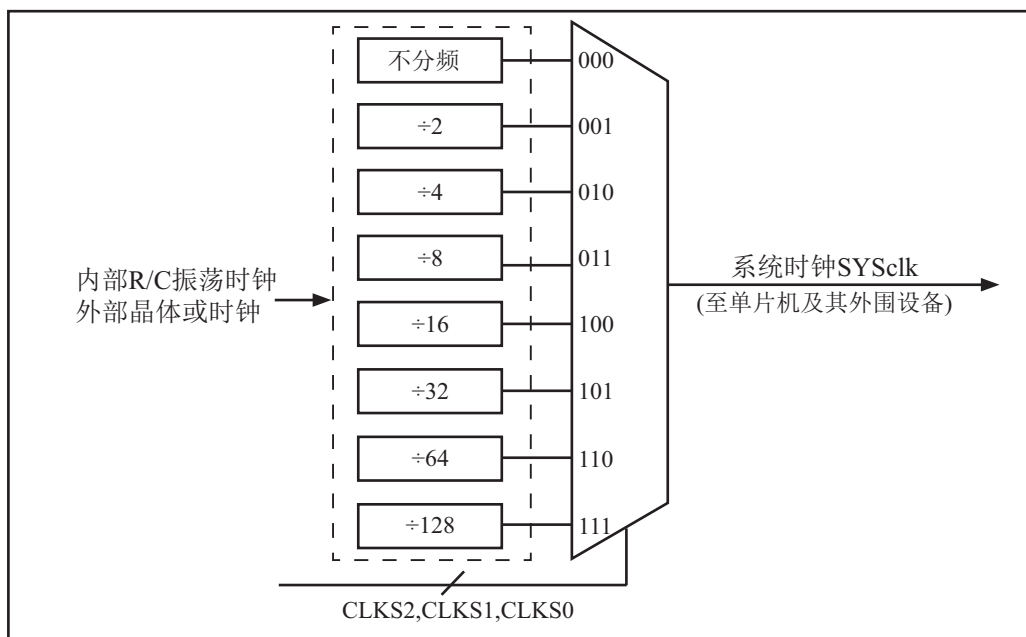 不分频
000
÷2
001
÷4
010
÷8
011
÷16
100
÷32
101
÷64
110
÷128
111
内部R/C振荡时钟
外部晶体或时钟
系统时钟SYSclk
(至单片机及其外围设备)
CLKS2,CLKS1,CLKS0